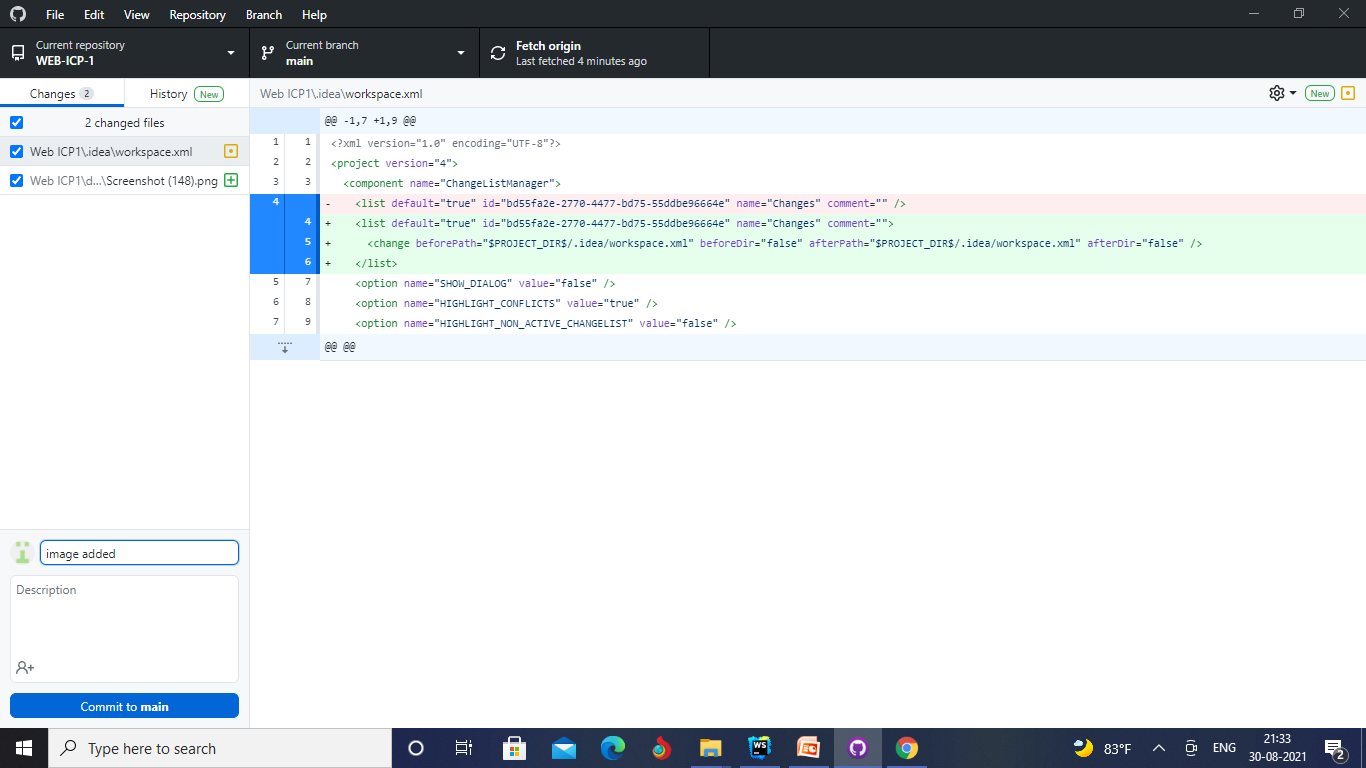 File Edit View Repository Branch Help
Current repository
WEB-ICP-1
Current branch
main
Fetch origin
Last fetched 4 minutes ago
Changes 2
History New
Web ICP1\.idea\workspace.xml
New
2 changed files
Web ICP1\.idea\workspace.xml
Web ICP1\d...\Screenshot (148).png
@@ -1,7 +1,9 @@
1 1 <?xml version="1.0" encoding="UTF-8"?>
2 2 <project version="4">
3 3 <component name="ChangeListManager">
4 - <list default="true" id="bd55fa2e-2770-4477-bd75-55ddbe96664e" name="Changes" comment="" />
4 + <list default="true" id="bd55fa2e-2770-4477-bd75-55ddbe96664e" name="Changes" comment="">
5 + <change beforePath="$PROJECT_DIR$/.idea/workspace.xml" beforeDir="false" afterPath="$PROJECT_DIR$/.idea/workspace.xml" afterDir="false" />
6 + </list>
5 7 <option name="SHOW_DIALOG" value="false" />
6 8 <option name="HIGHLIGHT_CONFLICTS" value="true" />
7 9 <option name="HIGHLIGHT_NON_ACTIVE_CHANGELIST" value="false" />
@@ @@
image added
Description
Commit to main
Type here to search
WS
83°F
ENG
21:33
30-08-2021
2